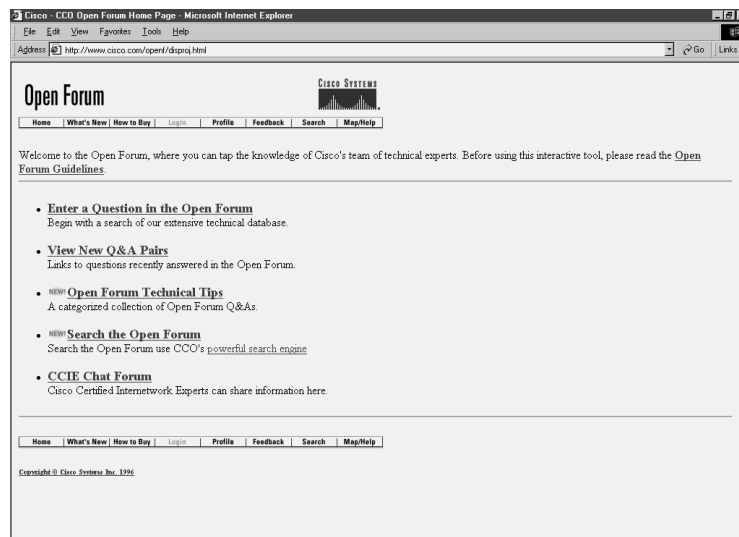 Cisco - CCO Open Forum Home Page - Microsoft Internet Explorer
File Edit View Favorites Tools Help
Address http://www.cisco.com/openf/disproj.html Go Links
Open Forum
CISCO SYSTEMS
Home | What's New | How to Buy | Login | Profile | Feedback | Search | Map/Help
Welcome to the Open Forum, where you can tap the knowledge of Cisco's team of technical experts. Before using this interactive tool, please read the Open
Forum Guidelines.
• Enter a Question in the Open Forum
Begin with a search of our extensive technical database.
• View New Q&A Pairs
Links to questions recently answered in the Open Forum.
• NEW! Open Forum Technical Tips
A categorized collection of Open Forum Q&As.
• NEW! Search the Open Forum
Search the Open Forum use CCO's powerful search engine
• CCIE Chat Forum
Cisco Certified Internetwork Experts can share information here.
Home | What's New | How to Buy | Login | Profile | Feedback | Search | Map/Help
Copyright © Cisco Systems Inc. 1996